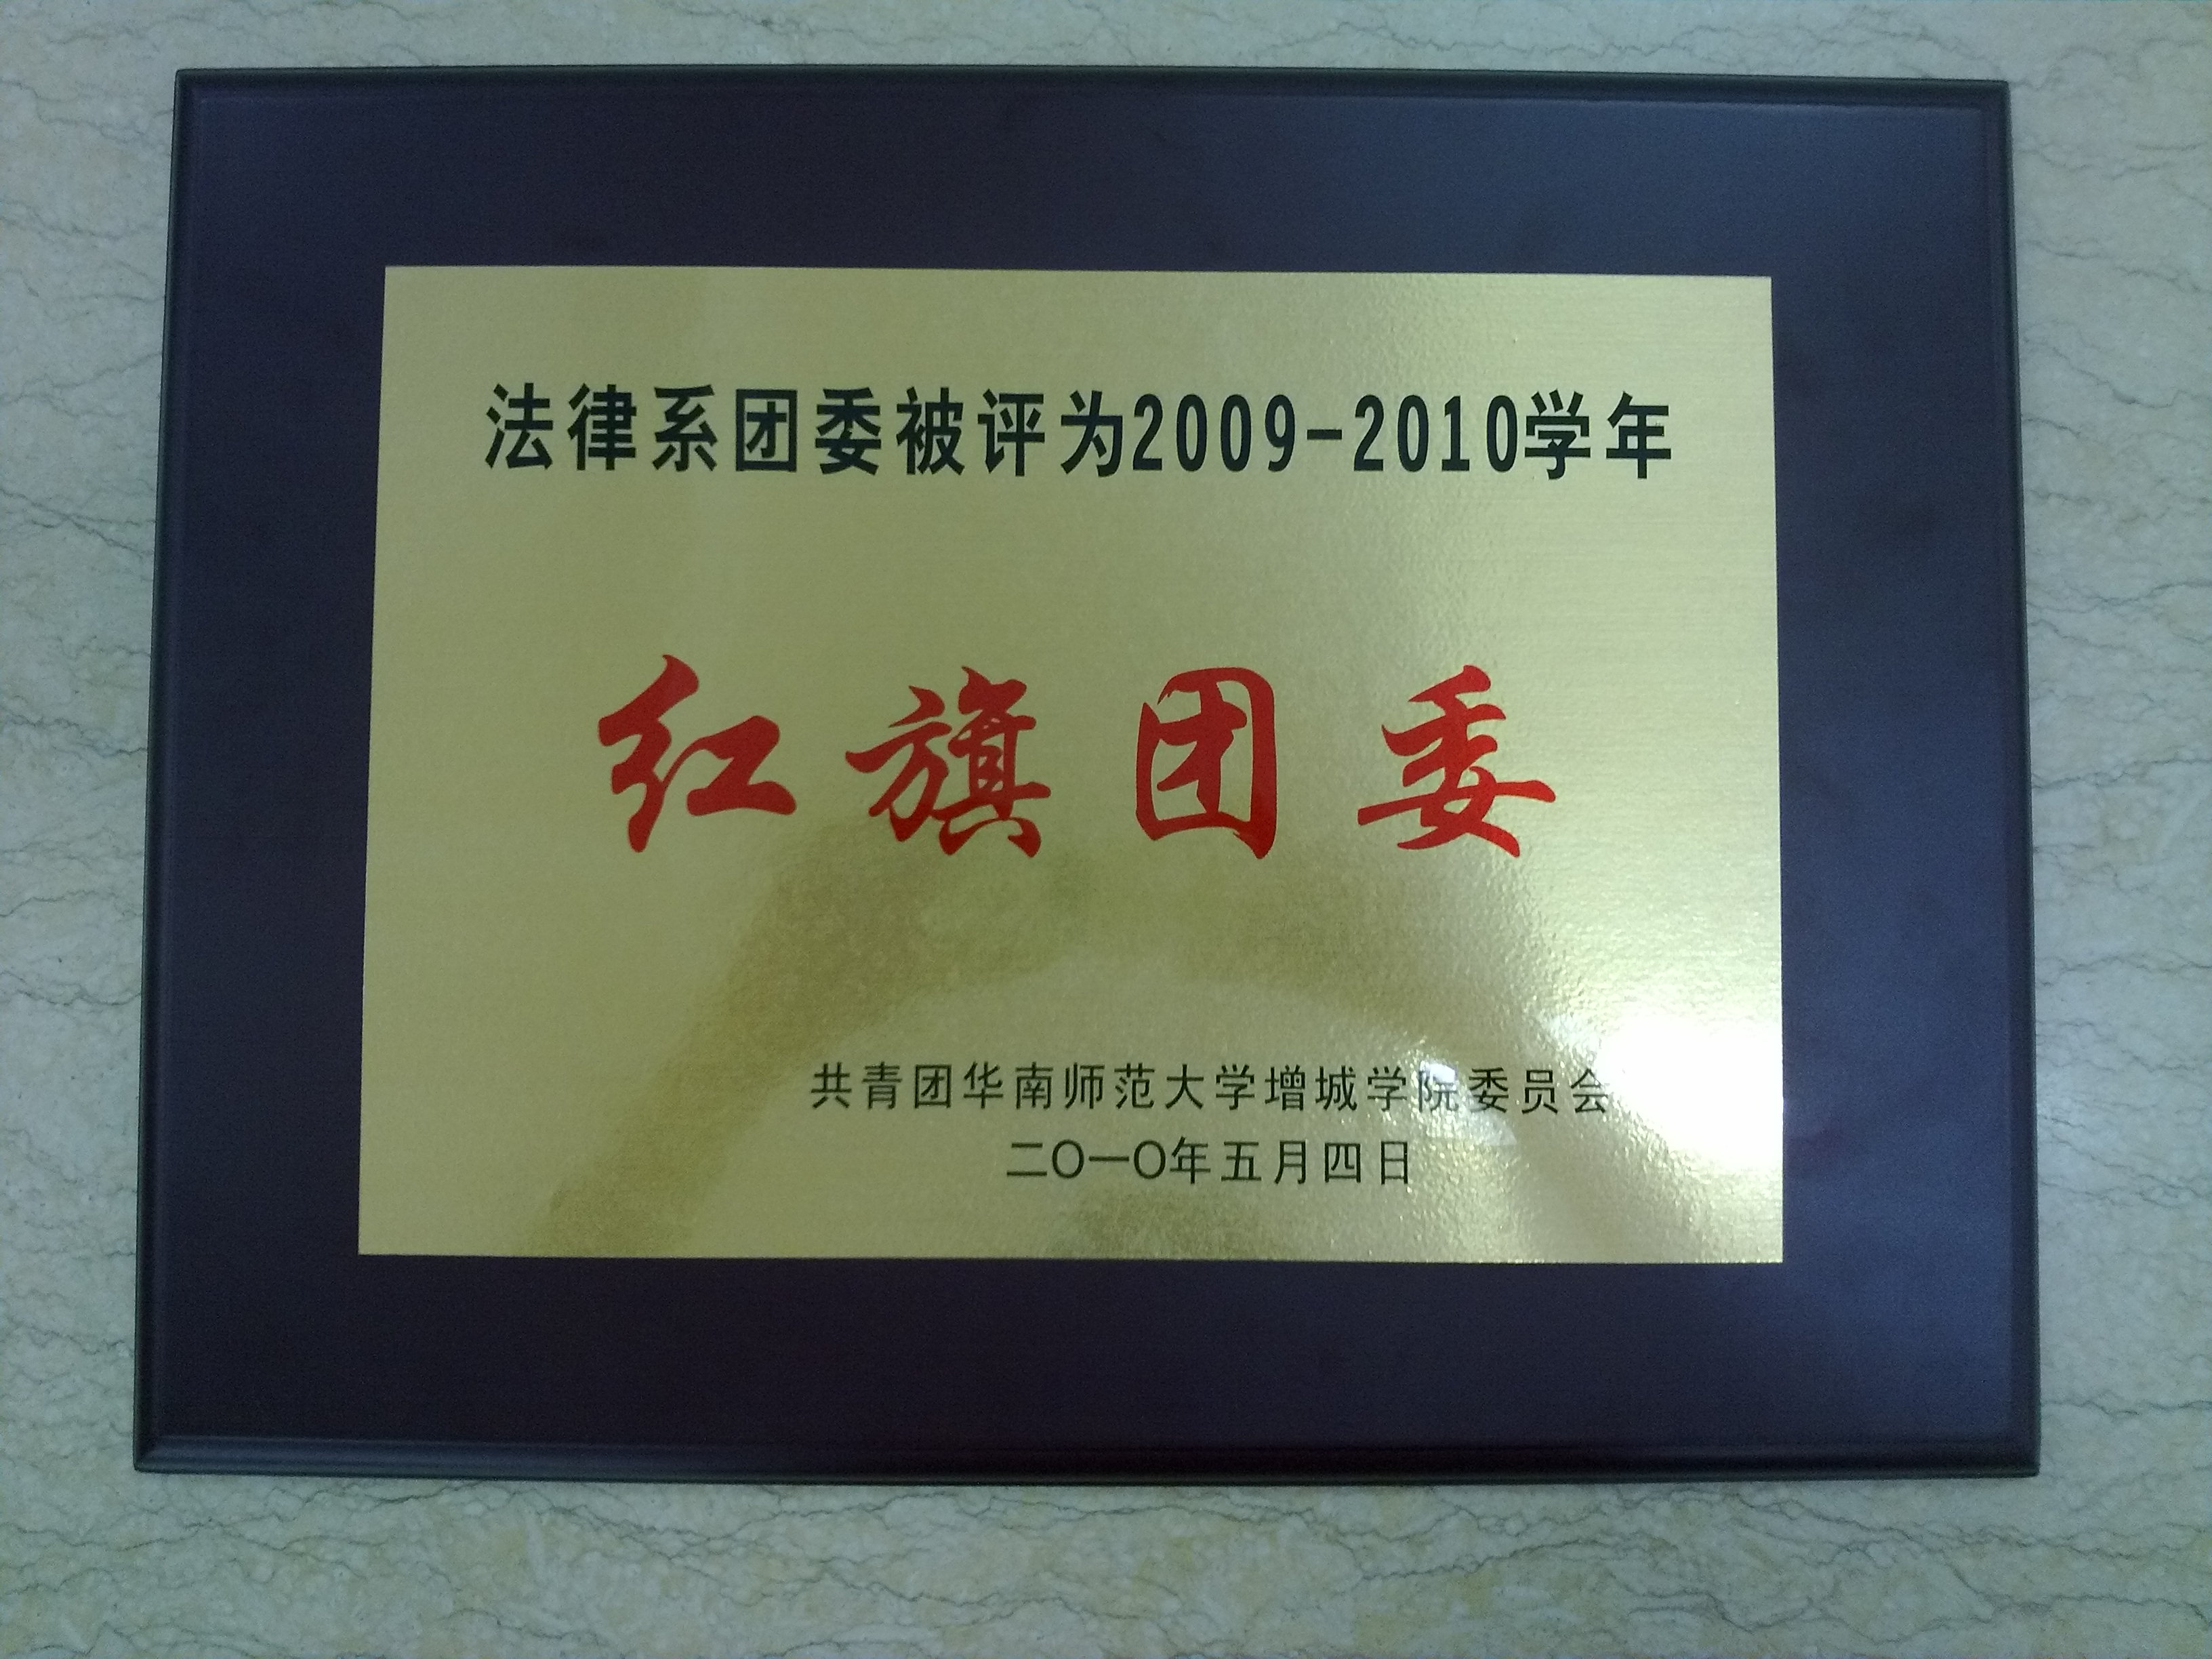 法律系团委被评为2009-2010学年
红旗团委
共青团华南师范大学增城学院委员会
二〇一〇年五月四日